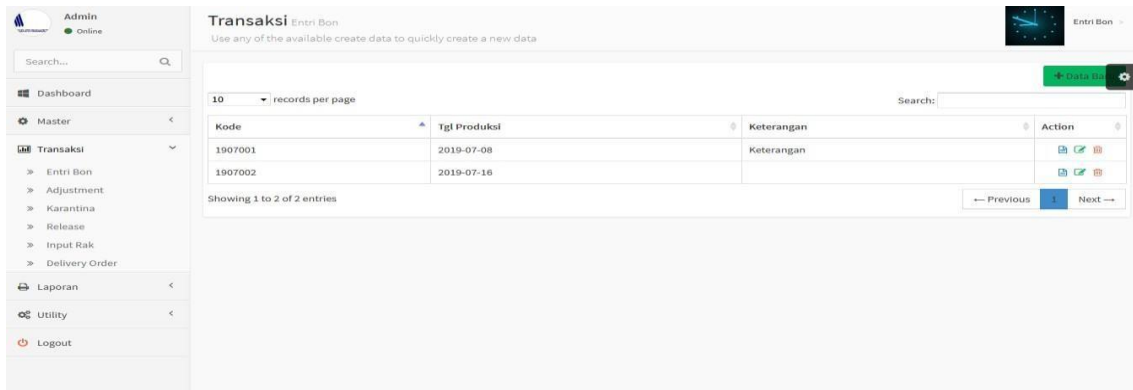 Admin
Online
Search...
Dashboard
Master
Transaksi
Entri Bon
Adjustment
Karantina
Release
Input Rak
Delivery Order
Laporan
Utility
Logout
Transaksi Entri Bon
Use any of the available create data to quickly create a new data
Entri Bon >
+ Data Ba
10 records per page
Search:
Kode Tgl Produksi Keterangan Action
1907001 2019-07-08 Keterangan
1907002 2019-07-16
Showing 1 to 2 of 2 entries
← Previous 1 Next →